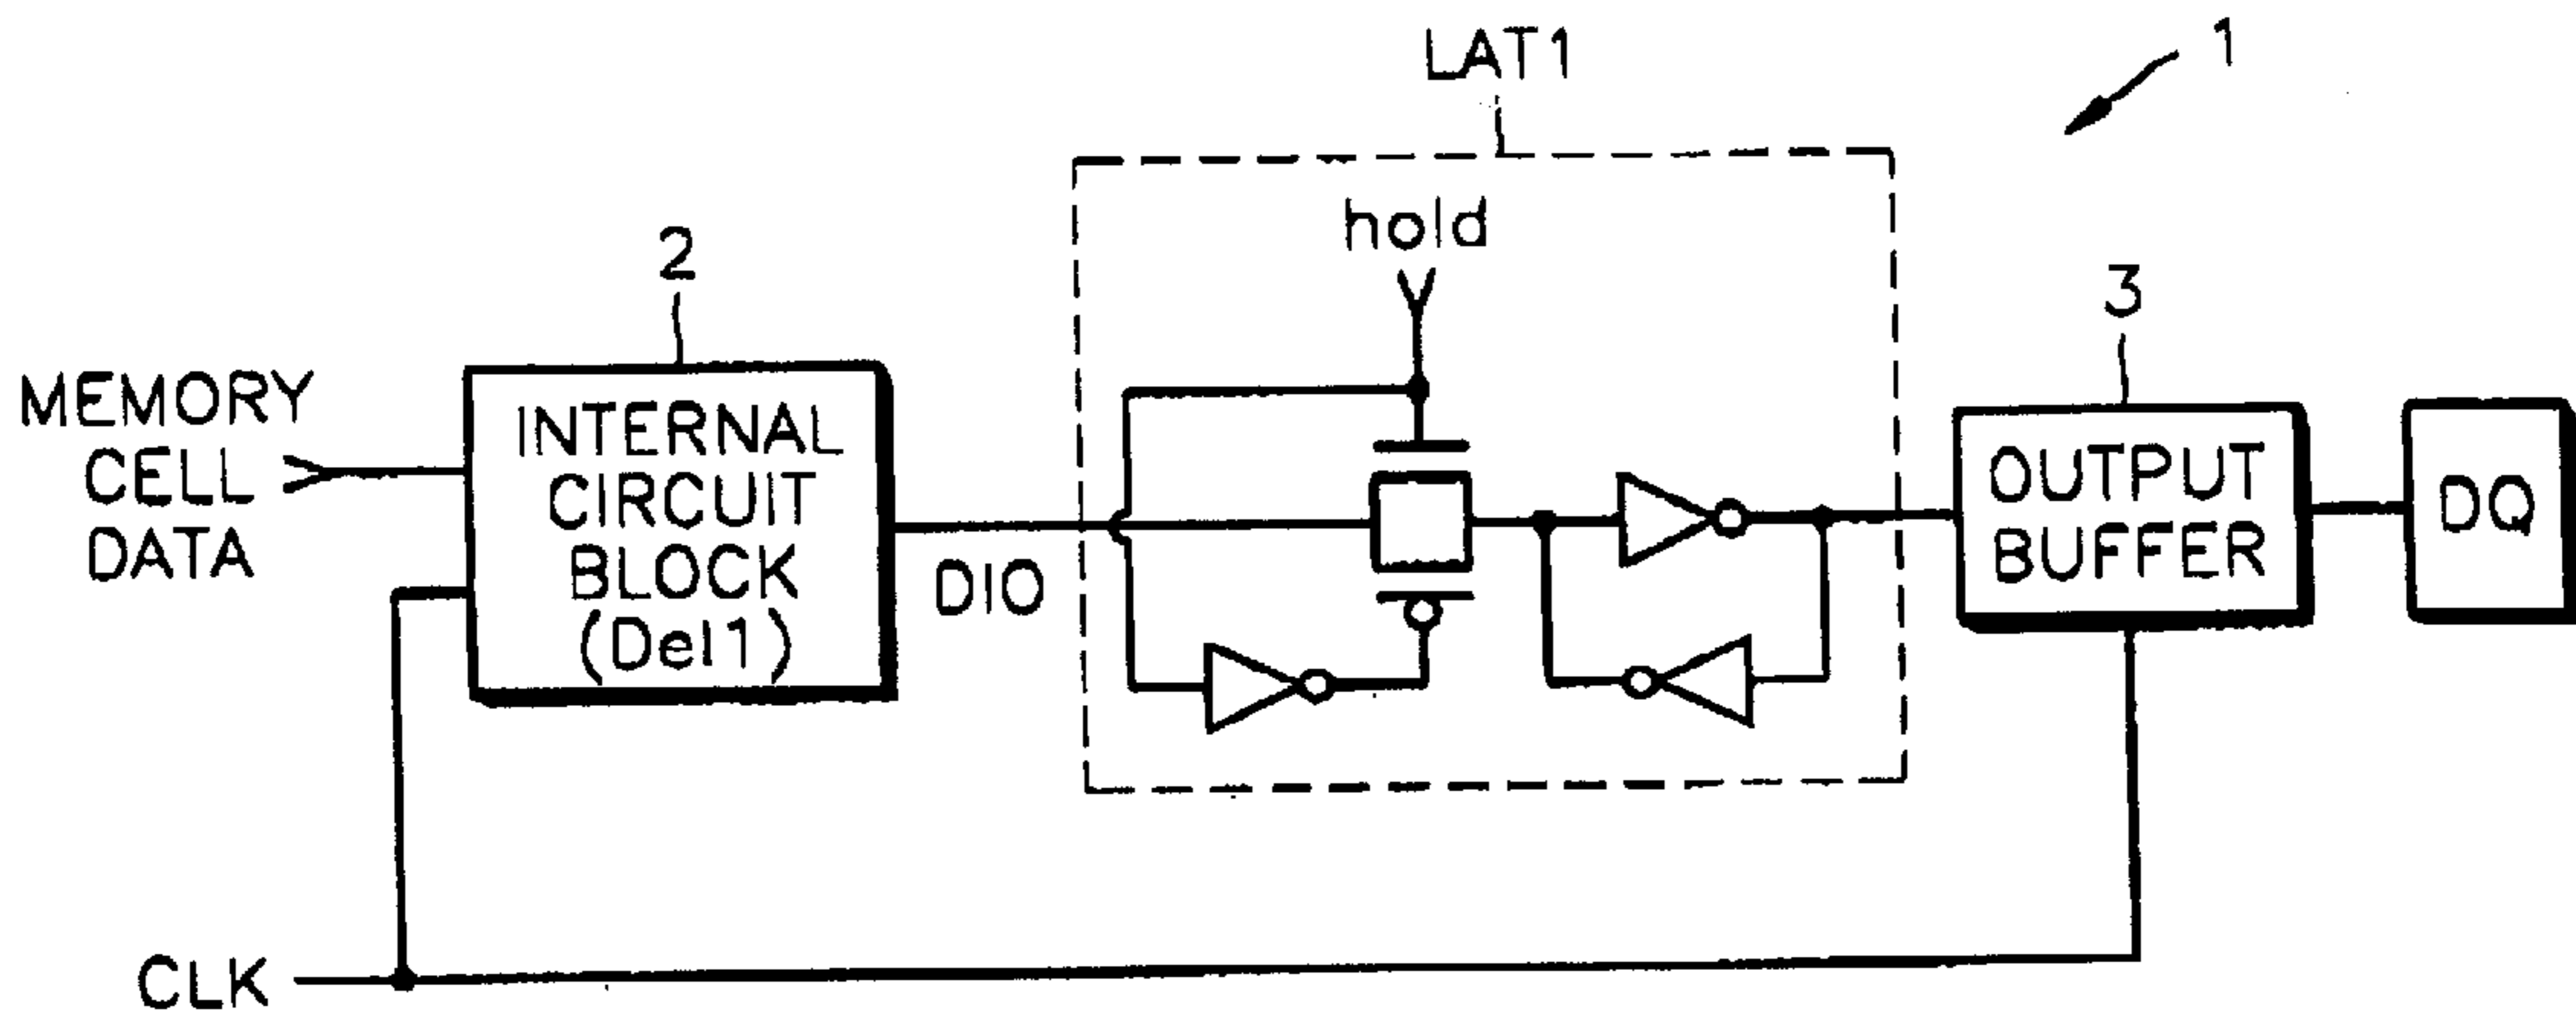 LAT1
1
hold
2
3
MEMORY
CELL
DATA
INTERNAL
CIRCUIT
BLOCK
(Del1)
DIO
OUTPUT
BUFFER
DQ
CLK